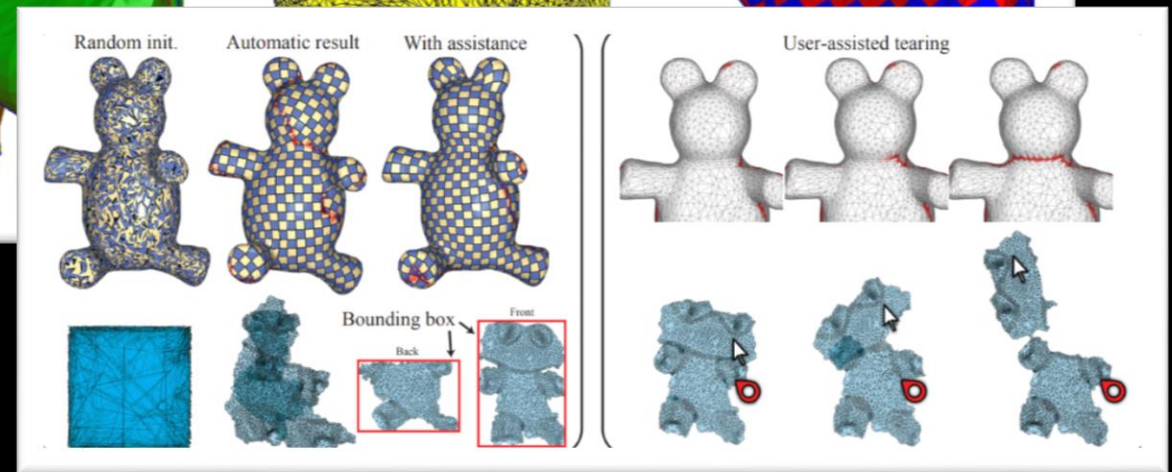 Random init.
Automatic result
With assistance
User-assisted tearing
Bounding box
Front
Back